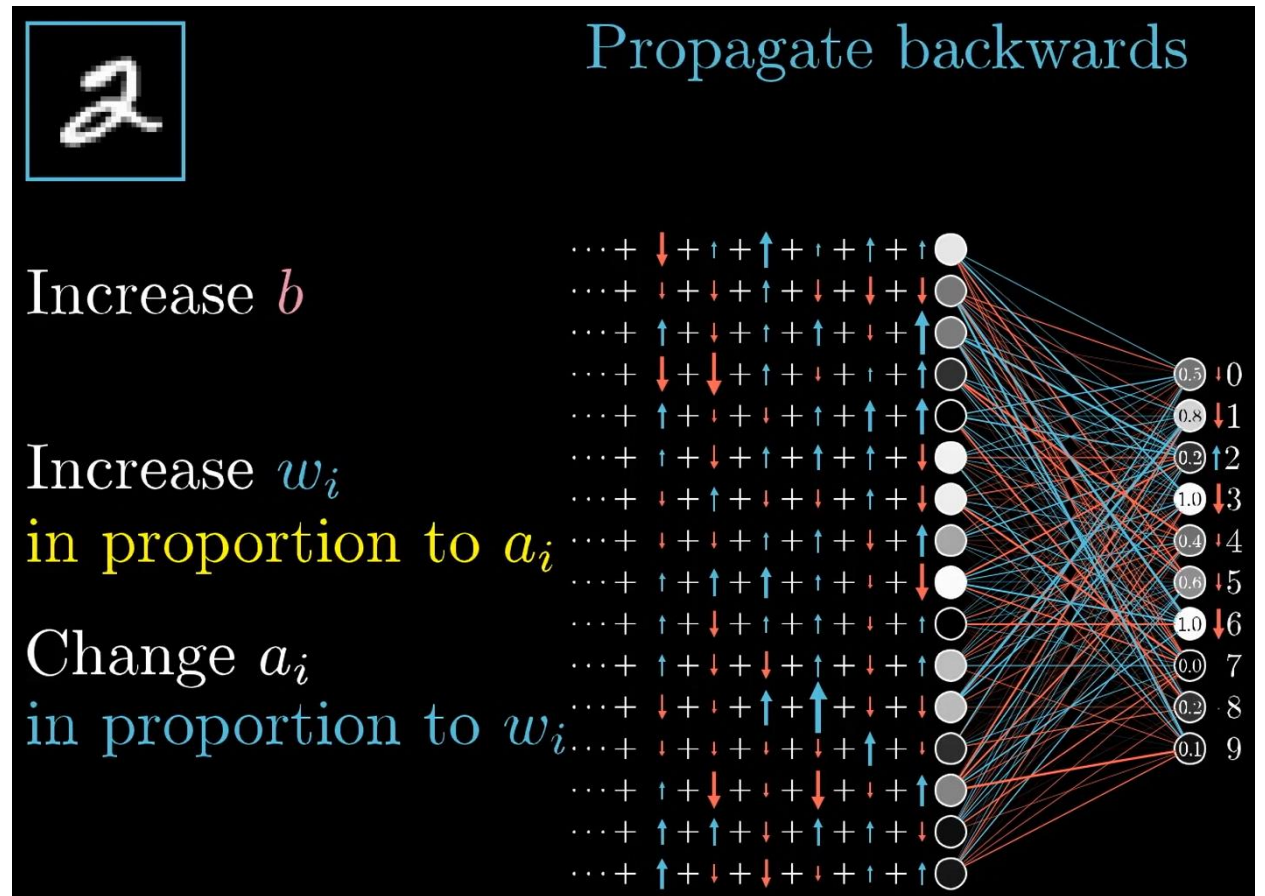 Propagate backwards
Increase b
Increase wᵢ
in proportion to aᵢ
Change aᵢ
in proportion to wᵢ
2
··· + ↓ + ↑ + ↑ + ↑ + ↑ + ↑
··· + ↓ + ↓ + ↑ + ↓ + ↓ + ↓
··· + ↑ + ↓ + ↑ + ↑ + ↓ + ↑
··· + ↓ + ↓ + ↑ + ↓ + ↑ + ↑
··· + ↑ + ↓ + ↓ + ↑ + ↑ + ↑
··· + ↑ + ↓ + ↑ + ↑ + ↑ + ↓
··· + ↓ + ↑ + ↓ + ↓ + ↑ + ↓
··· + ↓ + ↓ + ↑ + ↑ + ↓ + ↑
··· + ↑ + ↑ + ↑ + ↑ + ↓ + ↓
··· + ↑ + ↓ + ↑ + ↑ + ↓ + ↑
··· + ↑ + ↓ + ↓ + ↑ + ↓ + ↑
··· + ↓ + ↓ + ↑ + ↑ + ↓ + ↓
··· + ↓ + ↓ + ↓ + ↓ + ↑ + ↓
··· + ↑ + ↓ + ↓ + ↓ + ↓ + ↑
··· + ↑ + ↑ + ↓ + ↑ + ↑ + ↓
··· + ↑ + ↓ + ↓ + ↓ + ↑ + ↑
0.5 ↓0
0.8 ↓1
0.2 ↑2
1.0 ↓3
0.4 ↓4
0.6 ↓5
1.0 ↓6
0.0 7
0.2 8
0.1 9